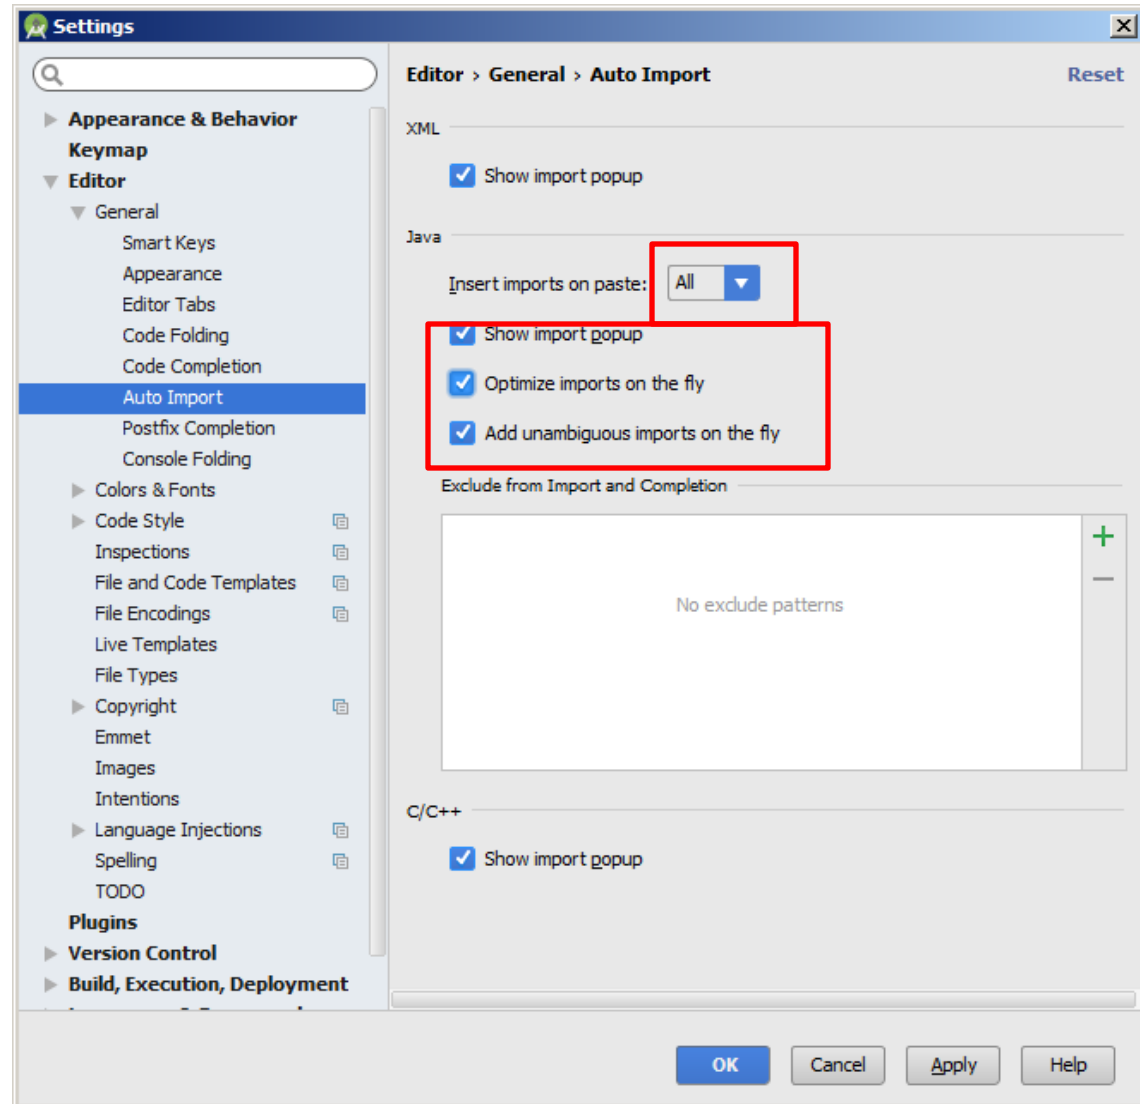 Settings
Editor › General › Auto Import
Reset
Appearance & Behavior
Keymap
Editor
General
Smart Keys
Appearance
Editor Tabs
Code Folding
Code Completion
Auto Import
Postfix Completion
Console Folding
Colors & Fonts
Code Style
Inspections
File and Code Templates
File Encodings
Live Templates
File Types
Copyright
Emmet
Images
Intentions
Language Injections
Spelling
TODO
Plugins
Version Control
Build, Execution, Deployment
XML
Show import popup
Java
Insert imports on paste: All
Show import popup
Optimize imports on the fly
Add unambiguous imports on the fly
Exclude from Import and Completion
No exclude patterns
C/C++
Show import popup
OK
Cancel
Apply
Help